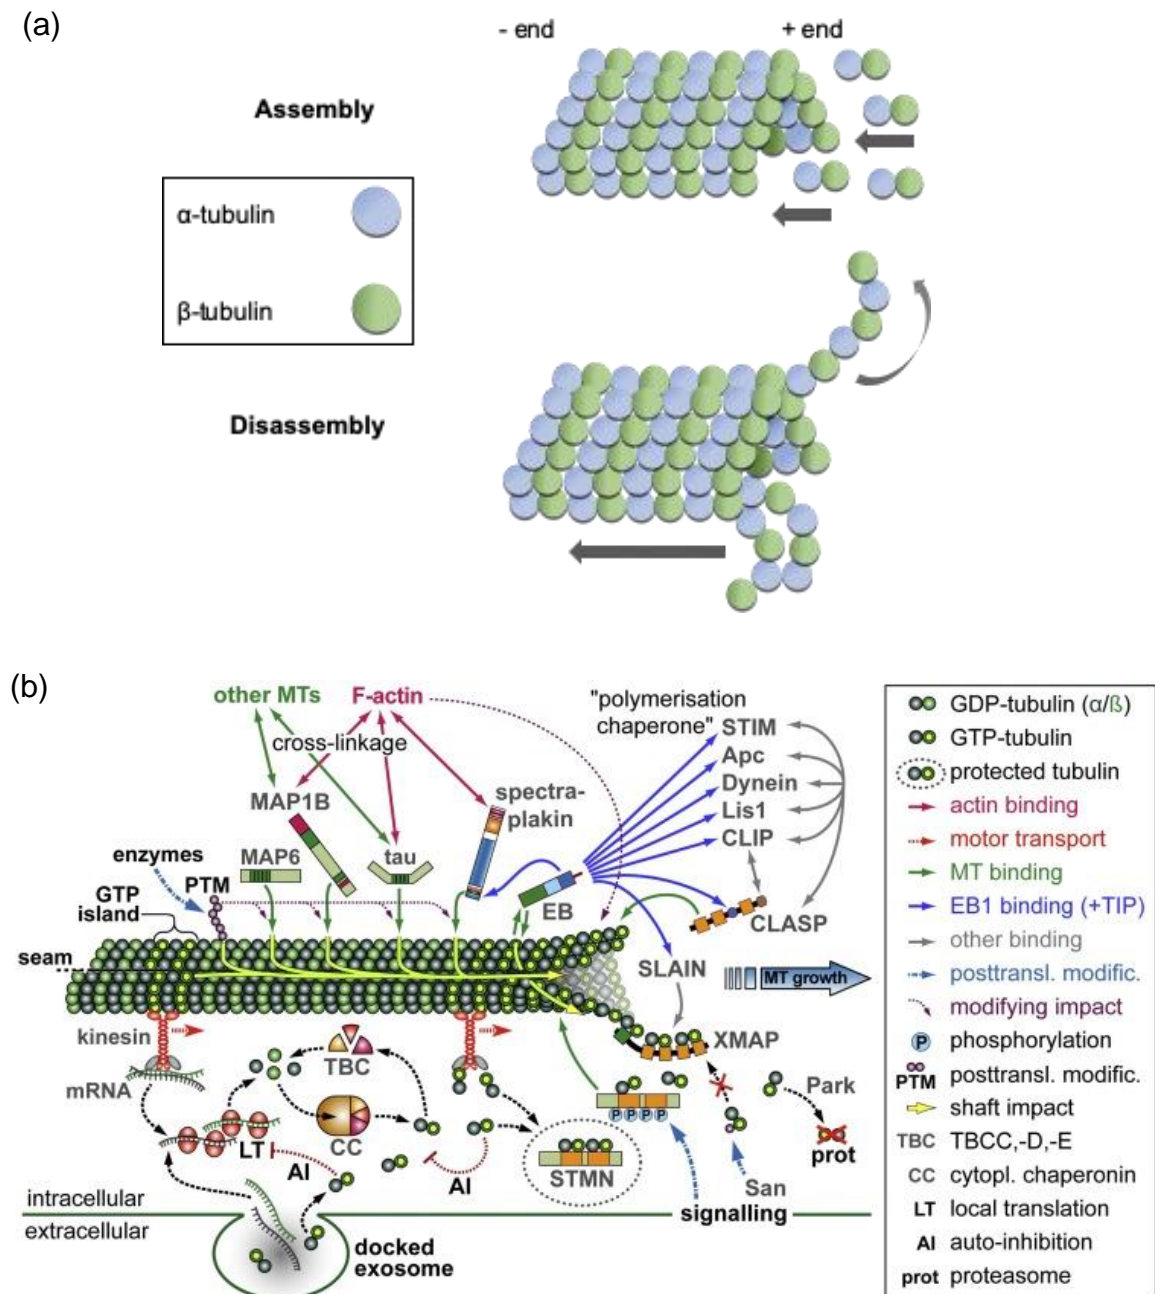 (a)
- end
+ end
Assembly
α-tubulin
β-tubulin
Disassembly
(b)
other MTs
F-actin
"polymerisation
chaperone"
cross-linkage
STIM
Apc
Dynein
Lis1
CLIP
MAP1B
spectra-
plakin
enzymes
MAP6
tau
PTM
GTP
island
EB
CLASP
seam
SLAIN
MT growth
kinesin
XMAP
mRNA
TBC
Park
P P P P
LT
CC
prot
AI
AI
STMN
San
intracellular
extracellular
signalling
docked
exosome
GDP-tubulin (α/ß)
GTP-tubulin
protected tubulin
actin binding
motor transport
MT binding
EB1 binding (+TIP)
other binding
posttransl. modific.
modifying impact
P phosphorylation
PTM posttransl. modific.
shaft impact
TBC TBCC,-D,-E
CC cytopl. chaperonin
LT local translation
AI auto-inhibition
prot proteasome